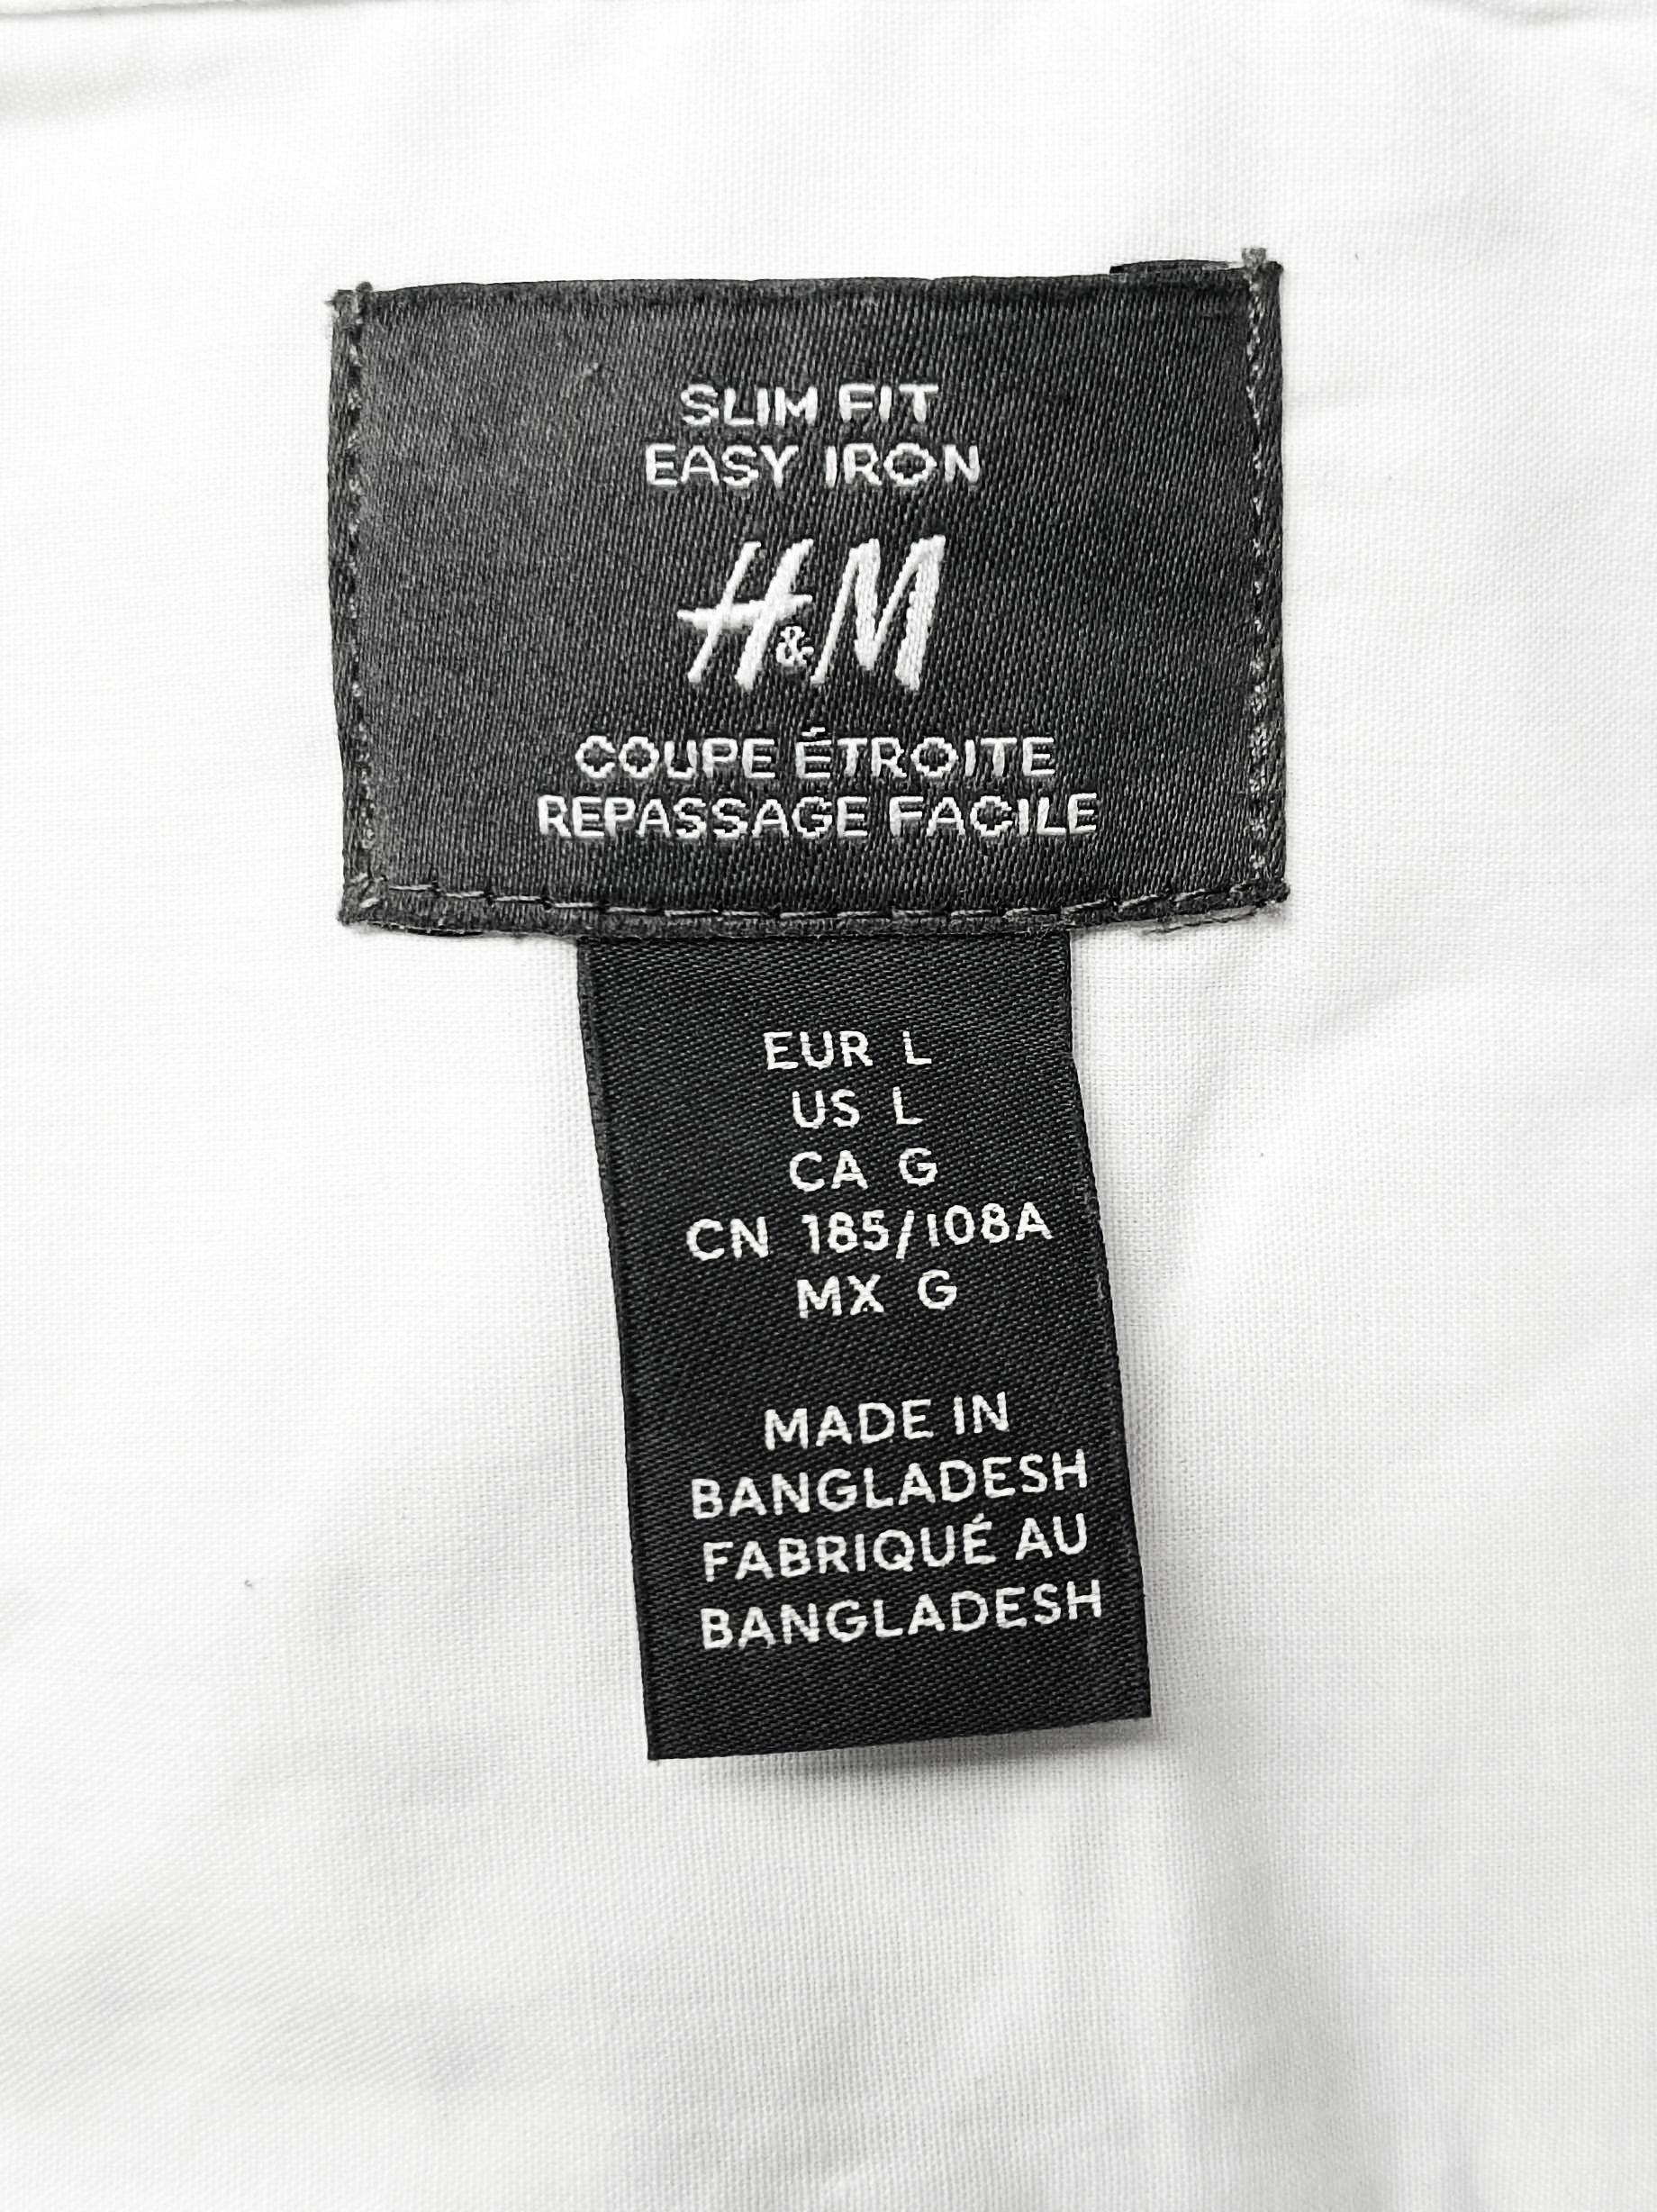 SLIM FIT
EASY IRON
H&M
COUPE ÉTROITE
REPASSAGE FACILE
EUR L
US L
CA G
CN 185/108A
MX G
MADE IN
BANGLADESH
FABRIQUÉ AU
BANGLADESH